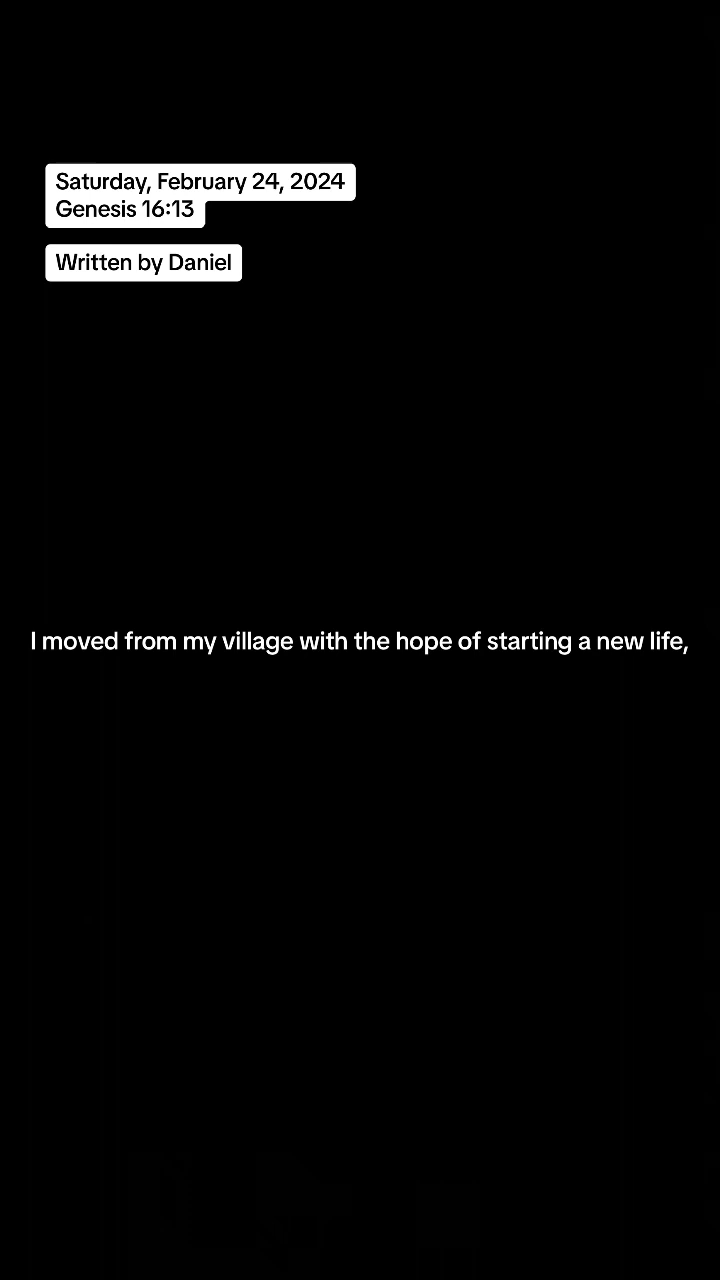 Saturday, February 24, 2024
Genesis 16:13
Written by Daniel
I moved from my village with the hope of starting a new life,